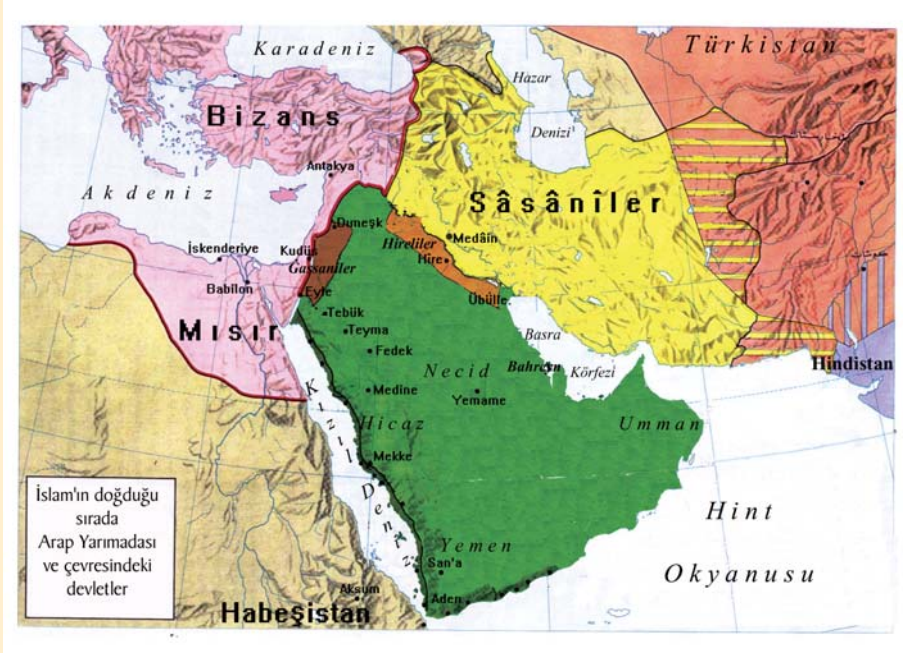 Karadeniz
Türkistan
Hazar
Denizi
Bizans
Antakya
Akdeniz
Sâsânîler
Dımeşk
Hireliler
Medâin
İskenderiye
Kudüs
Hire
Gassaniler
Babilon
Eyle
Übülle
Tebük
Mısır
Teyma
Basra
Fedek
Hindistan
Necid
Bahreyn
Körfezi
Medine
Yemame
Kızıl Deniz
Hicaz
Umman
Mekke
İslam'ın doğduğu
sırada
Arap Yarımadası
ve çevresindeki
devletler
Hint
Okyanusu
Yemen
San'a
Aksum
Aden
Habeşistan